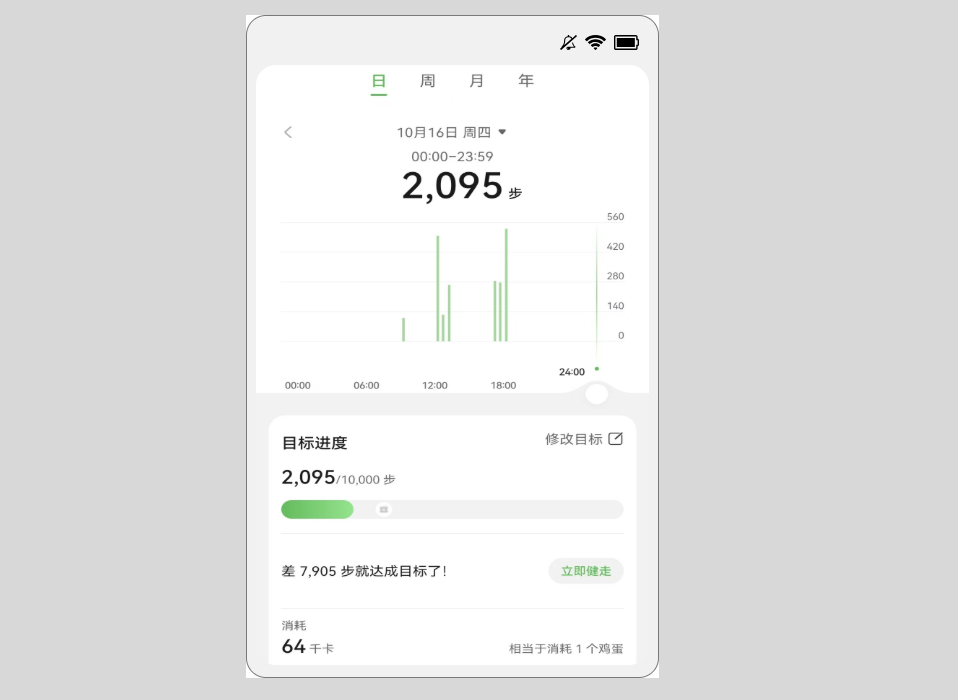 日 周 月 年
10月16日 周四
00:00-23:59
2,095 步
560
420
280
140
0
24:00
00:00 06:00 12:00 18:00
目标进度 修改目标
2,095/10,000 步
差 7,905 步就达成目标了! 立即健走
消耗
64 千卡 相当于消耗 1 个鸡蛋